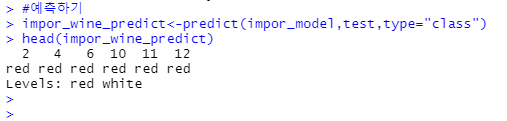 > #예측하기
> impor_wine_predict<-predict(impor_model,test,type="class")
> head(impor_wine_predict)
  2   4   6  10  11  12
red red red red red red
Levels: red white
>
>